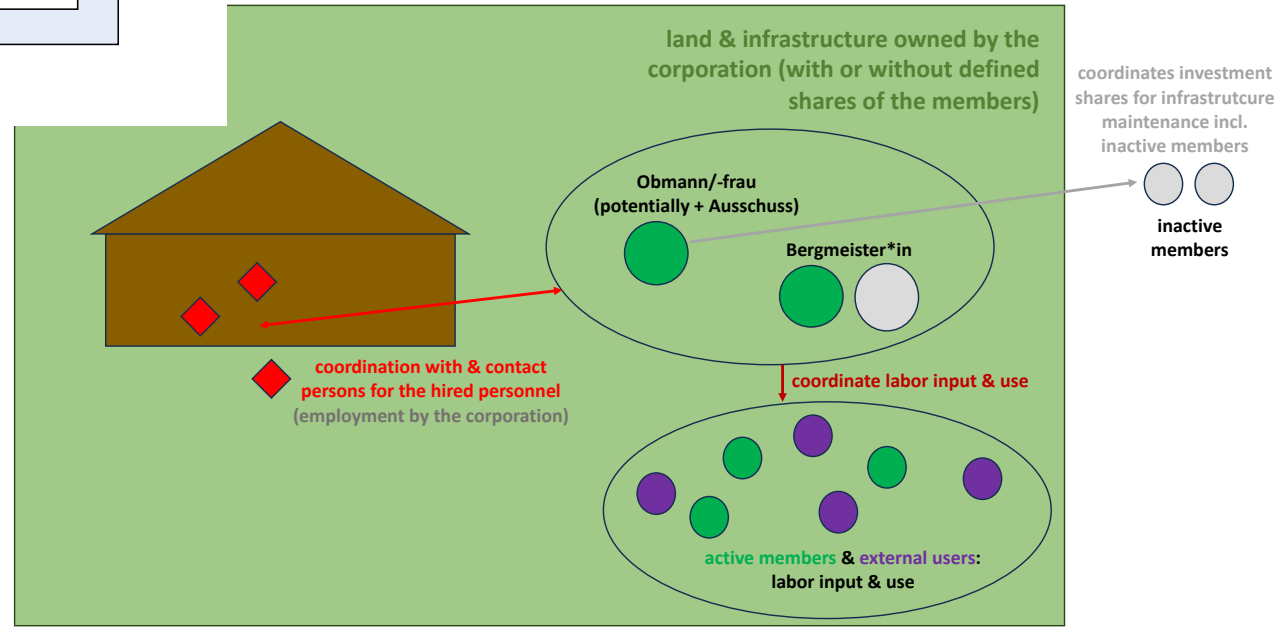 land & infrastructure owned by the
corporation (with or without defined
shares of the members)
coordinates investment
shares for infrastrutcure
maintenance incl.
inactive members
inactive
members
Obmann/-frau
(potentially + Ausschuss)
Bergmeister*in
coordination with & contact
persons for the hired personnel
(employment by the corporation)
coordinate labor input & use
active members & external users:
labor input & use